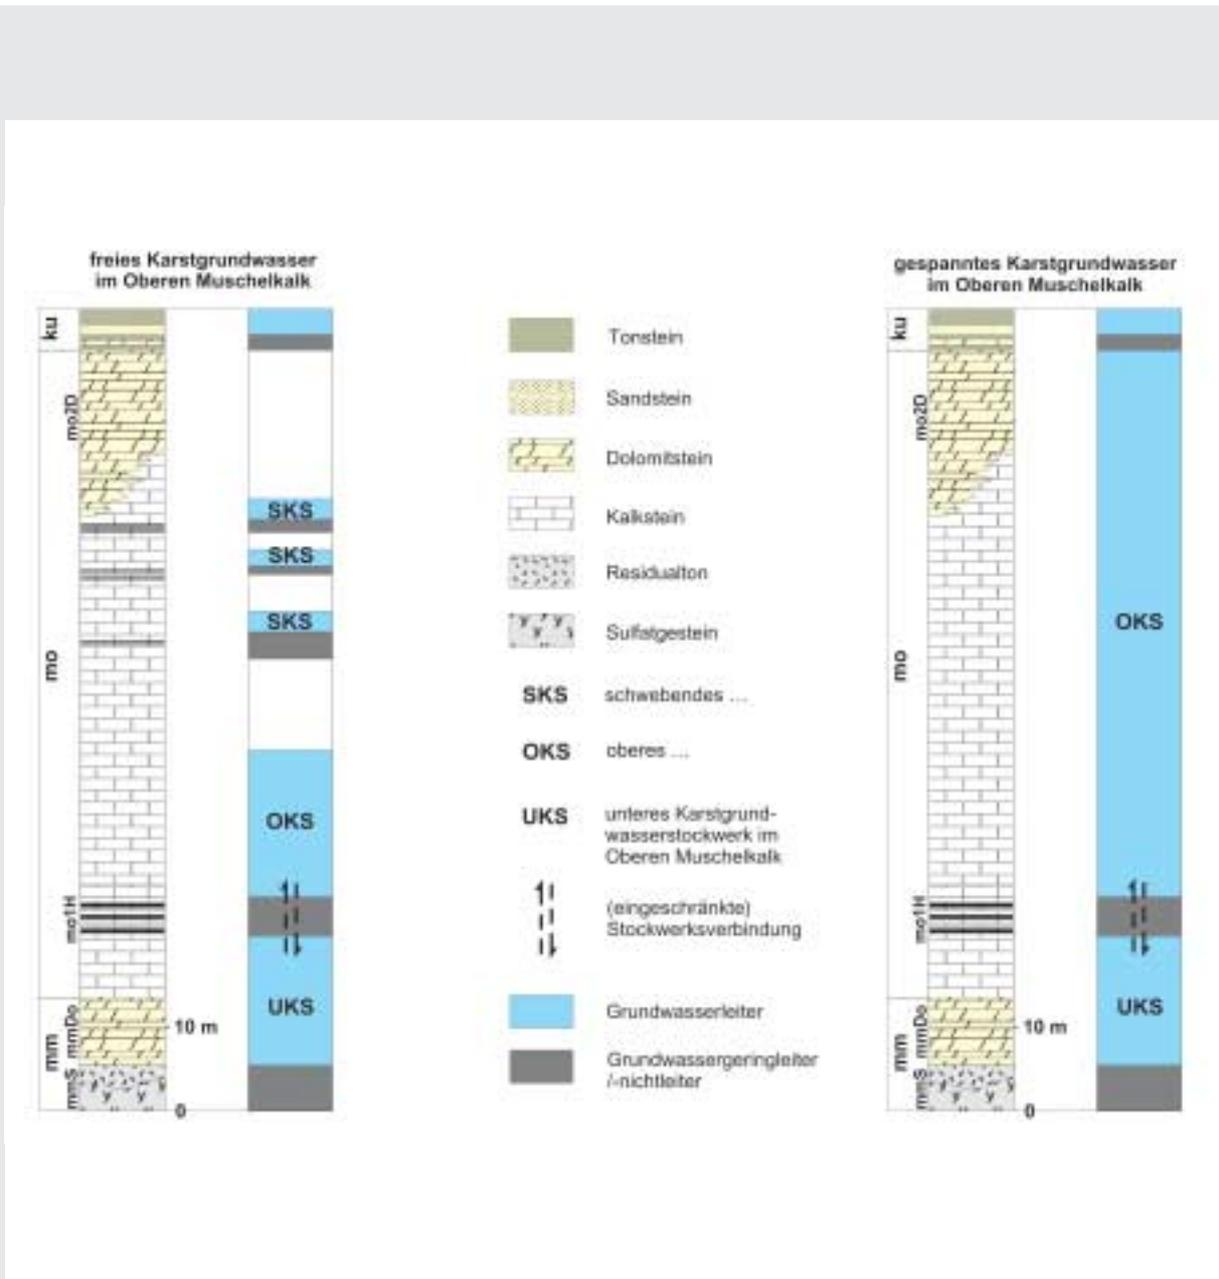 freies Karstgrundwasser
im Oberen Muschelkalk
ku
mo2D
mo
mo1H
mm
mmDo
mmS
10 m
0
SKS
SKS
SKS
OKS
UKS
Tonstein
Sandstein
Dolomitstein
Kalkstein
Residualton
Sulfatgestein
SKS schwebendes ...
OKS oberes ...
UKS unteres Karstgrund-
wasserstockwerk im
Oberen Muschelkalk
(eingeschränkte)
Stockwerksverbindung
Grundwasserleiter
Grundwassergeringleiter
/-nichtleiter
gespanntes Karstgrundwasser
im Oberen Muschelkalk
ku
mo2D
mo
mo1H
mm
mmDo
mmS
10 m
0
OKS
UKS